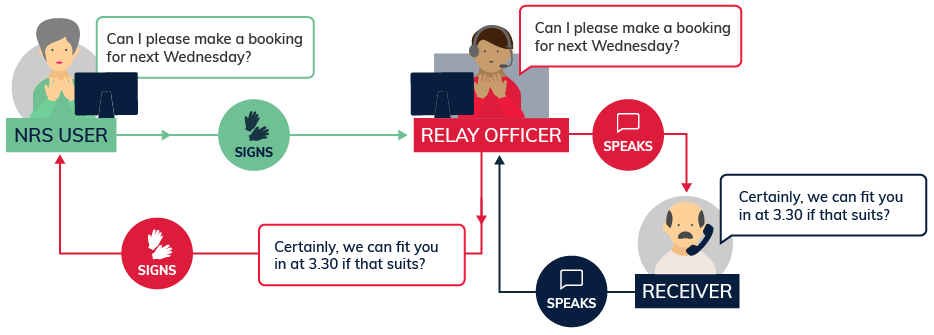 Can I please make a booking
for next Wednesday?
Can I please make a booking
for next Wednesday?
NRS USER
SIGNS
RELAY OFFICER
SPEAKS
Certainly, we can fit you
in at 3.30 if that suits?
SIGNS
Certainly, we can fit you
in at 3.30 if that suits?
SPEAKS
RECEIVER